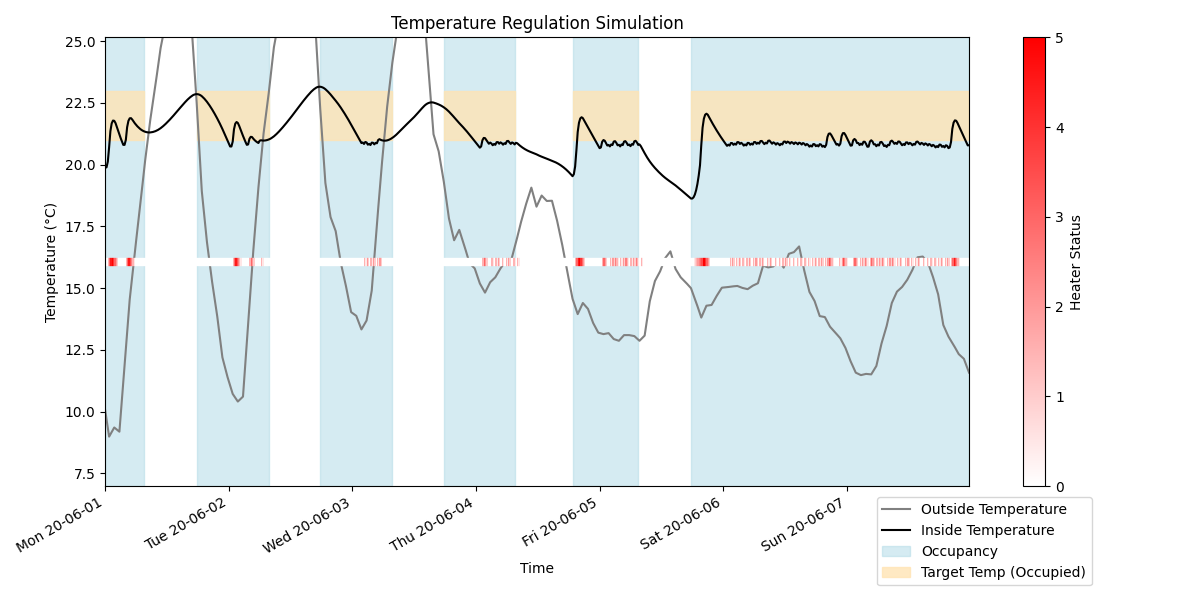 Temperature Regulation Simulation
25.0
22.5
20.0
17.5
15.0
12.5
10.0
7.5
Temperature (°C)
Mon 20-06-01
Tue 20-06-02
Wed 20-06-03
Thu 20-06-04
Fri 20-06-05
Sat 20-06-06
Sun 20-06-07
Time
5
4
3
2
1
0
Heater Status
Outside Temperature
Inside Temperature
Occupancy
Target Temp (Occupied)